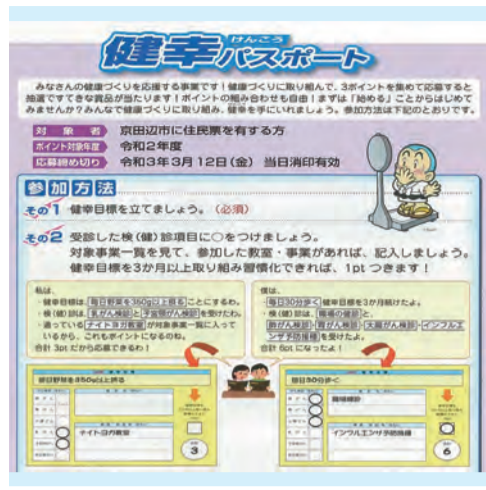 けんこう
健幸パスポート
みなさんの健康づくりを応援する事業です！健康づくりに取り組んで、3ポイントを集めて応募すると
抽選ですてきな賞品が当たります！ポイントの組み合わせも自由！まずは「始める」ことからはじめて
みませんか？みんなで健康づくりに取り組み、健幸を手にいれましょう。参加方法は下記のとおりです。
対象者 京田辺市に住民票を有する方
ポイント対象年度 令和2年度
応募締め切り 令和3年3月12日(金) 当日消印有効
参加方法
その1 健幸目標を立てましょう。(必須)
その2 受診した検(健)診項目に○をつけましょう。
対象事業一覧を見て、参加した教室・事業があれば、記入しましょう。
健幸目標を3か月以上取り組み習慣化できれば、1pt つきます！
私は、
・健幸目標は、毎日野菜を350g以上摂ることにするわ。
・検(健)診は、乳がん検診と子宮頸がん検診を受けたわ。
・通っているナイトヨガ教室が対象事業一覧に入って
いるから、これもポイントになるのね。
合計 3pt だから応募できるわ！
僕は、
・毎日30分歩く健幸目標を3か月続けたよ。
・検(健)診は、職場の健診と、
肺がん検診・胃がん検診・大腸がん検診・インフルエ
ンザ予防接種を受けたよ。
合計 6pt になったよ！
毎日野菜を350g以上摂る
ナイトヨガ教室
3
毎日30分歩く
職場健診
インフルエンザ予防接種
6